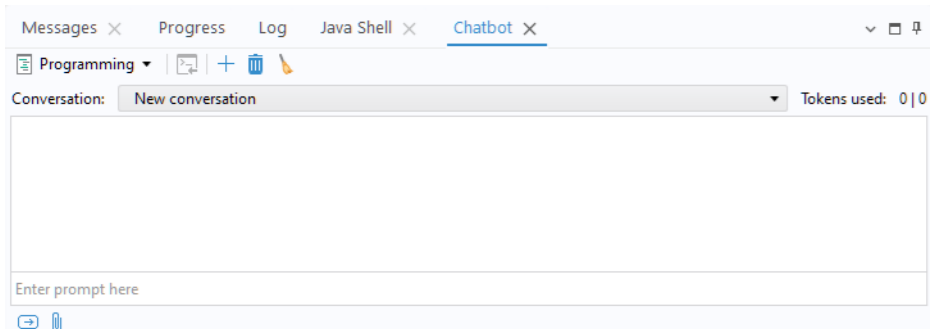 Messages Progress Log Java Shell Chatbot
Programming
Conversation: New conversation Tokens used: 0|0
Enter prompt here